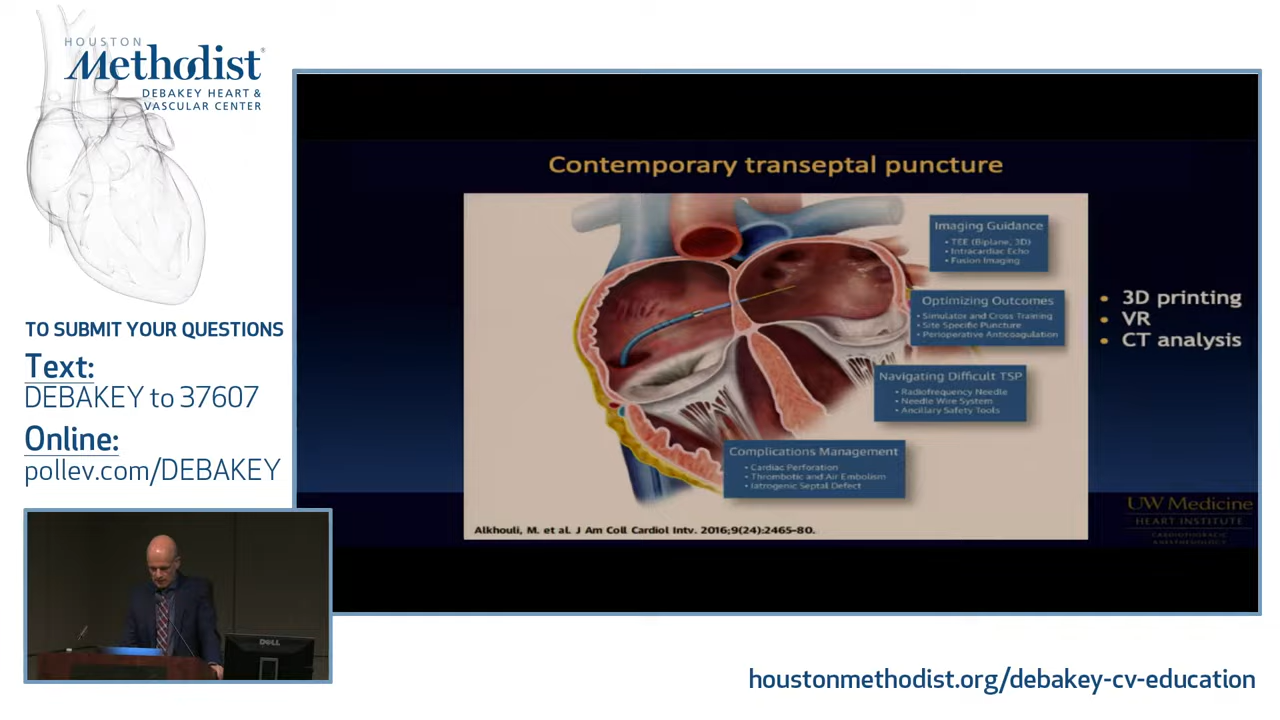 HOUSTON
Methodist®
DEBAKEY HEART &
VASCULAR CENTER
TO SUBMIT YOUR QUESTIONS
Text:
DEBAKEY to 37607
Online:
pollev.com/DEBAKEY
Contemporary transeptal puncture
Imaging Guidance
• TEE (Biplane, 3D)
• Intracardiac Echo
• Fusion Imaging
Optimizing Outcomes
• Simulator and Cross Training
• Site Specific Puncture
• Perioperative Anticoagulation
Navigating Difficult TSP
• Radiofrequency Needle
• Needle Wire System
• Ancillary Safety Tools
Complications Management
• Cardiac Perforation
• Thrombotic and Air Embolism
• Iatrogenic Septal Defect
Alkhouli, M. et al. J Am Coll Cardiol Intv. 2016;9(24):2465-80.
• 3D printing
• VR
• CT analysis
UW Medicine
HEART INSTITUTE
CARDIOTHORACIC
ANESTHESIOLOGY
DELL
houstonmethodist.org/debakey-cv-education